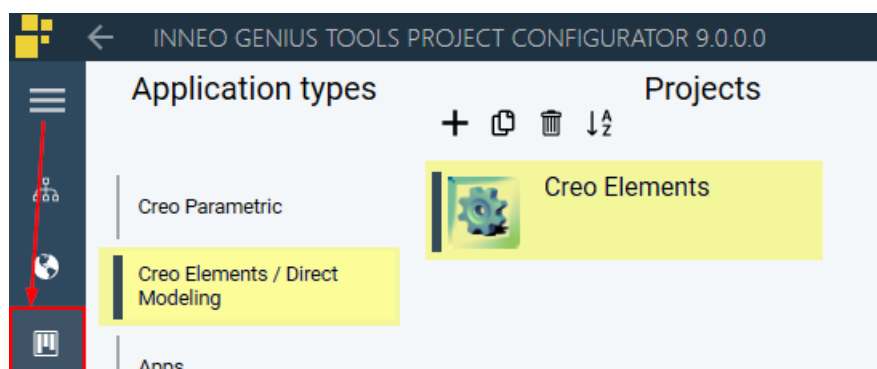 INNEO GENIUS TOOLS PROJECT CONFIGURATOR 9.0.0.0
Application types
Projects
Creo Parametric
Creo Elements
Creo Elements / Direct
Modeling
Apps